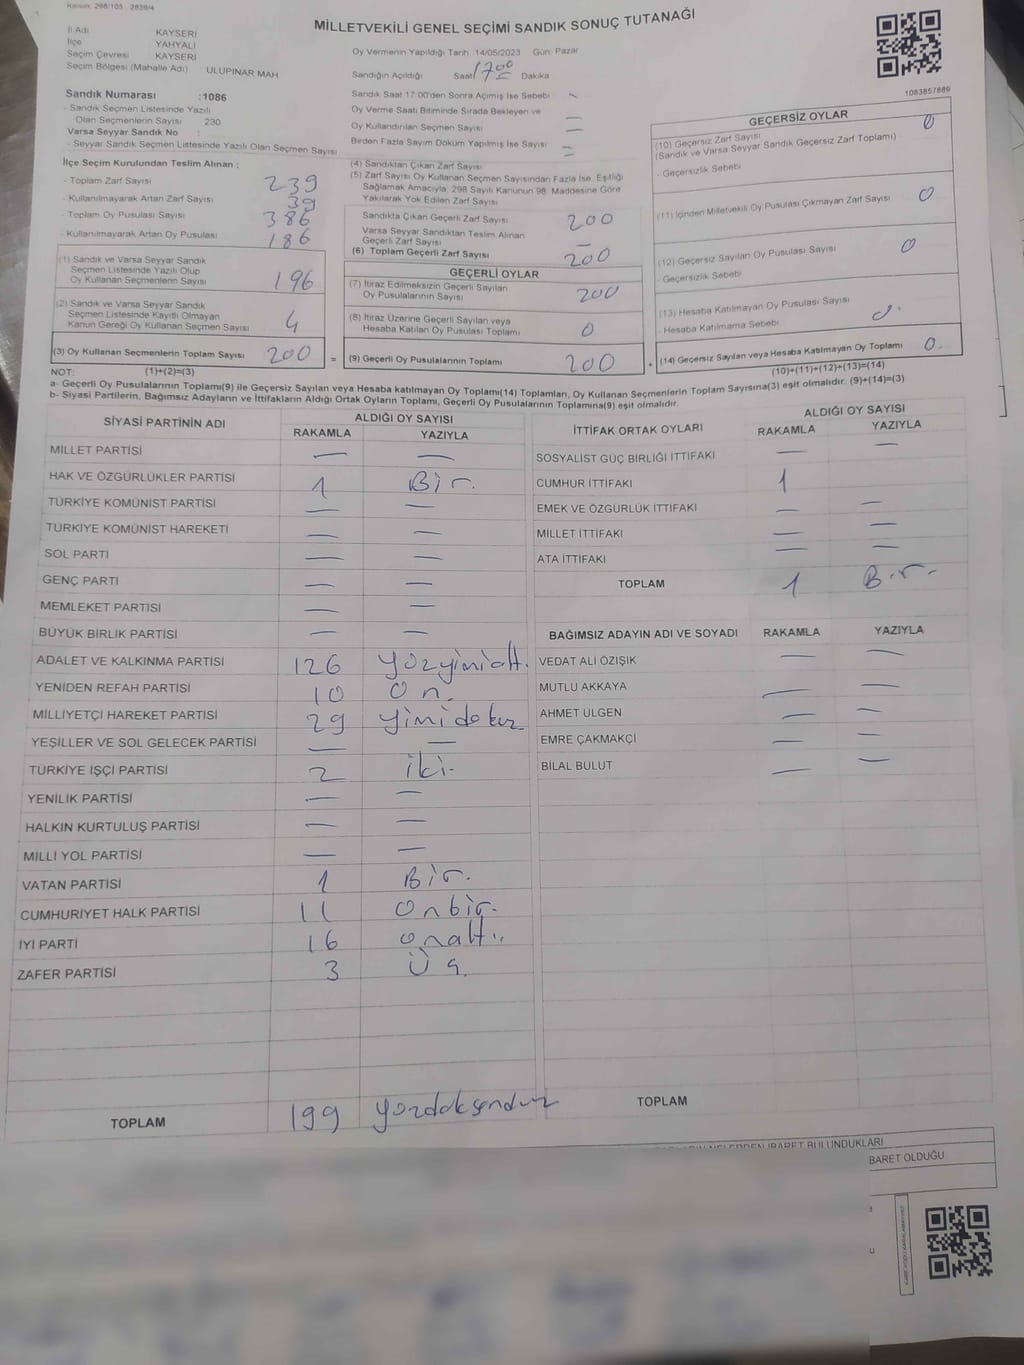 MİLLETVEKİLİ GENEL SEÇİMİ SANDIK SONUÇ TUTANAĞI
İl Adı KAYSERİ
İlçe YAHYALI
Seçim Çevresi KAYSERİ
Seçim Bölgesi (Mahalle Adı) ULUPINAR MAH
Sandık Numarası :1086
- Sandık Seçmen Listesinde Yazılı
Olan Seçmenlerin Sayısı 230
Varsa Seyyar Sandık No :
- Seyyar Sandık Seçmen Listesinde Yazılı Olan Seçmen Sayısı
Oy Vermenin Yapıldığı Tarih 14/05/2023 Gün: Pazar
Sandığın Açıldığı Saat 17:00 Dakika
Sandık Saat 17:00'den Sonra Açılmış İse Sebebi -
Oy Verme Saati Bitiminde Sırada Bekleyen ve
Oy Kullandırılan Seçmen Sayısı
Birden Fazla Sayım Döküm Yapılmış İse Sayısı
1083857889
İlçe Seçim Kurulundan Teslim Alınan :
- Toplam Zarf Sayısı 239
- Kullanılmayarak Artan Zarf Sayısı 39
- Toplam Oy Pusulası Sayısı 386
- Kullanılmayarak Artan Oy Pusulası 186
(1) Sandık ve Varsa Seyyar Sandık
Seçmen Listesinde Yazılı Olup
Oy Kullanan Seçmenlerin Sayısı 196
(2) Sandık ve Varsa Seyyar Sandık
Seçmen Listesinde Kayıtlı Olmayan
Kanun Gereği Oy Kullanan Seçmen Sayısı 4
(3) Oy Kullanan Seçmenlerin Toplam Sayısı 200 =
(4) Sandıktan Çıkan Zarf Sayısı
(5) Zarf Sayısı Oy Kullanan Seçmen Sayısından Fazla İse, Eşitliği
Sağlamak Amacıyla, 298 Sayılı Kanunun 98. Maddesine Göre
Yakılarak Yok Edilen Zarf Sayısı
Sandıkta Çıkan Geçerli Zarf Sayısı 200
Varsa Seyyar Sandıktan Teslim Alınan
Geçerli Zarf Sayısı -
(6) Toplam Geçerli Zarf Sayısı 200
GEÇERLİ OYLAR
(7) İtiraz Edilmeksizin Geçerli Sayılan
Oy Pusulalarının Sayısı 200
(8) İtiraz Üzerine Geçerli Sayılan veya
Hesaba Katılan Oy Pusulası Toplamı 0
(9) Geçerli Oy Pusulalarının Toplamı 200 +
GEÇERSİZ OYLAR
(10) Geçersiz Zarf Sayısı 0
(Sandık ve Varsa Seyyar Sandık Geçersiz Zarf Toplamı)
- Geçersizlik Sebebi
(11) İçinden Milletvekili Oy Pusulası Çıkmayan Zarf Sayısı 0
(12) Geçersiz Sayılan Oy Pusulası Sayısı 0
- Geçersizlik Sebebi
(13) Hesaba Katılmayan Oy Pusulası Sayısı 0.
- Hesaba Katılmama Sebebi
(14) Geçersiz Sayılan veya Hesaba Katılmayan Oy Toplamı 0.
NOT: (1)+(2)=(3) (10)+(11)+(12)+(13)=(14)
a- Geçerli Oy Pusulalarının Toplamı(9) ile Geçersiz Sayılan veya Hesaba katılmayan Oy Toplamı(14) Toplamları, Oy Kullanan Seçmenlerin Toplam Sayısına(3) eşit olmalıdır. (9)+(14)=(3)
b- Siyasi Partilerin, Bağımsız Adayların ve İttifakların Aldığı Ortak Oyların Toplamı, Geçerli Oy Pusulalarının Toplamına(9) eşit olmalıdır.
SİYASİ PARTİNİN ADI ALDIĞI OY SAYISI
RAKAMLA YAZIYLA
MİLLET PARTİSİ — —
HAK VE ÖZGÜRLÜKLER PARTİSİ 1 Bir.
TÜRKİYE KOMÜNİST PARTİSİ — —
TÜRKİYE KOMÜNİST HAREKETİ — —
SOL PARTİ — —
GENÇ PARTİ — —
MEMLEKET PARTİSİ — —
BÜYÜK BİRLİK PARTİSİ — —
ADALET VE KALKINMA PARTİSİ 126 yüzyimialt.
YENİDEN REFAH PARTİSİ 10 on.
MİLLİYETÇİ HAREKET PARTİSİ 29 yimidokuz
YEŞİLLER VE SOL GELECEK PARTİSİ — —
TÜRKİYE İŞÇİ PARTİSİ 2 iki-
YENİLİK PARTİSİ — —
HALKIN KURTULUŞ PARTİSİ — —
MİLLİ YOL PARTİSİ — —
VATAN PARTİSİ 1 Bir.
CUMHURİYET HALK PARTİSİ 11 onbir-
İYİ PARTİ 16 onaltı.
ZAFER PARTİSİ 3 Üç.
TOPLAM 199
İTTİFAK ORTAK OYLARI ALDIĞI OY SAYISI
RAKAMLA YAZIYLA
SOSYALİST GÜÇ BİRLİĞİ İTTİFAKI — —
CUMHUR İTTİFAKI 1
EMEK VE ÖZGÜRLÜK İTTİFAKI — —
MİLLET İTTİFAKI — —
ATA İTTİFAKI — —
TOPLAM 1 Bir-
BAĞIMSIZ ADAYIN ADI VE SOYADI RAKAMLA YAZIYLA
VEDAT ALİ ÖZIŞIK — —
MUTLU AKKAYA — —
AHMET ÜLGEN — —
EMRE ÇAKMAKÇI — —
BİLAL BULUT — —
TOPLAM
BULUNDUKLARI
İBARET OLDUĞU